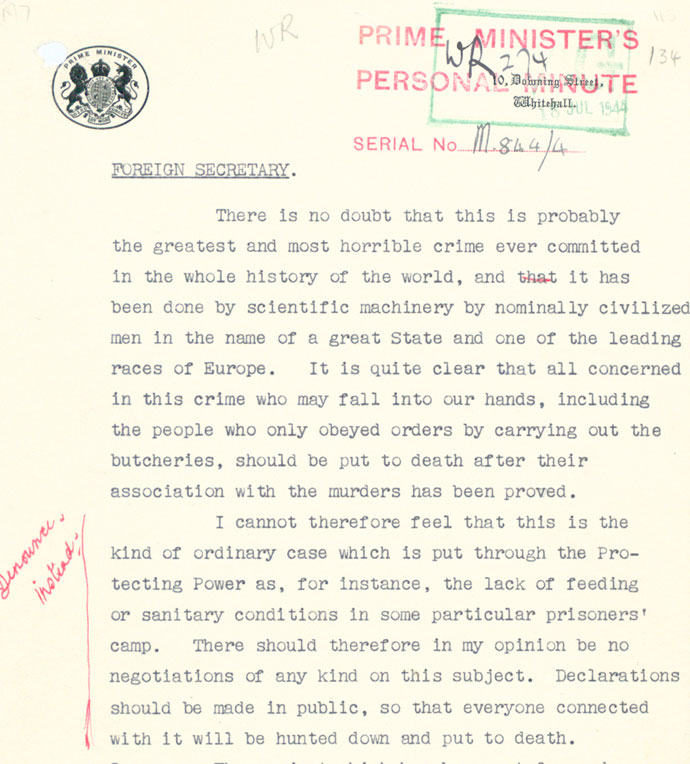 WR
PRIME MINISTER
PRIME MINISTER'S
PERSONAL MINUTE
WR 274
10, Downing Street,
Whitehall.
18 JUL 1944
134
SERIAL No M.844/4
FOREIGN SECRETARY.
There is no doubt that this is probably
the greatest and most horrible crime ever committed
in the whole history of the world, and that it has
been done by scientific machinery by nominally civilized
men in the name of a great State and one of the leading
races of Europe. It is quite clear that all concerned
in this crime who may fall into our hands, including
the people who only obeyed orders by carrying out the
butcheries, should be put to death after their
association with the murders has been proved.
I cannot therefore feel that this is the
kind of ordinary case which is put through the Pro-
tecting Power as, for instance, the lack of feeding
or sanitary conditions in some particular prisoners'
camp. There should therefore in my opinion be no
negotiations of any kind on this subject. Declarations
should be made in public, so that everyone connected
with it will be hunted down and put to death.
Denounce
instead.